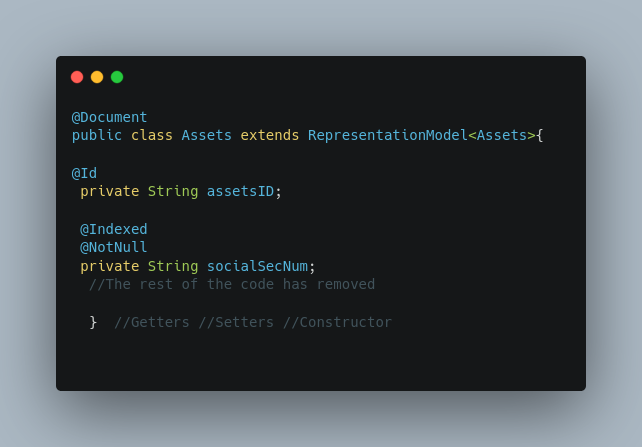 @Document
public class Assets extends RepresentationModel<Assets>{
@Id
private String assetsID;
@Indexed
@NotNull
private String socialSecNum;
//The rest of the code has removed
} //Getters //Setters //Constructor